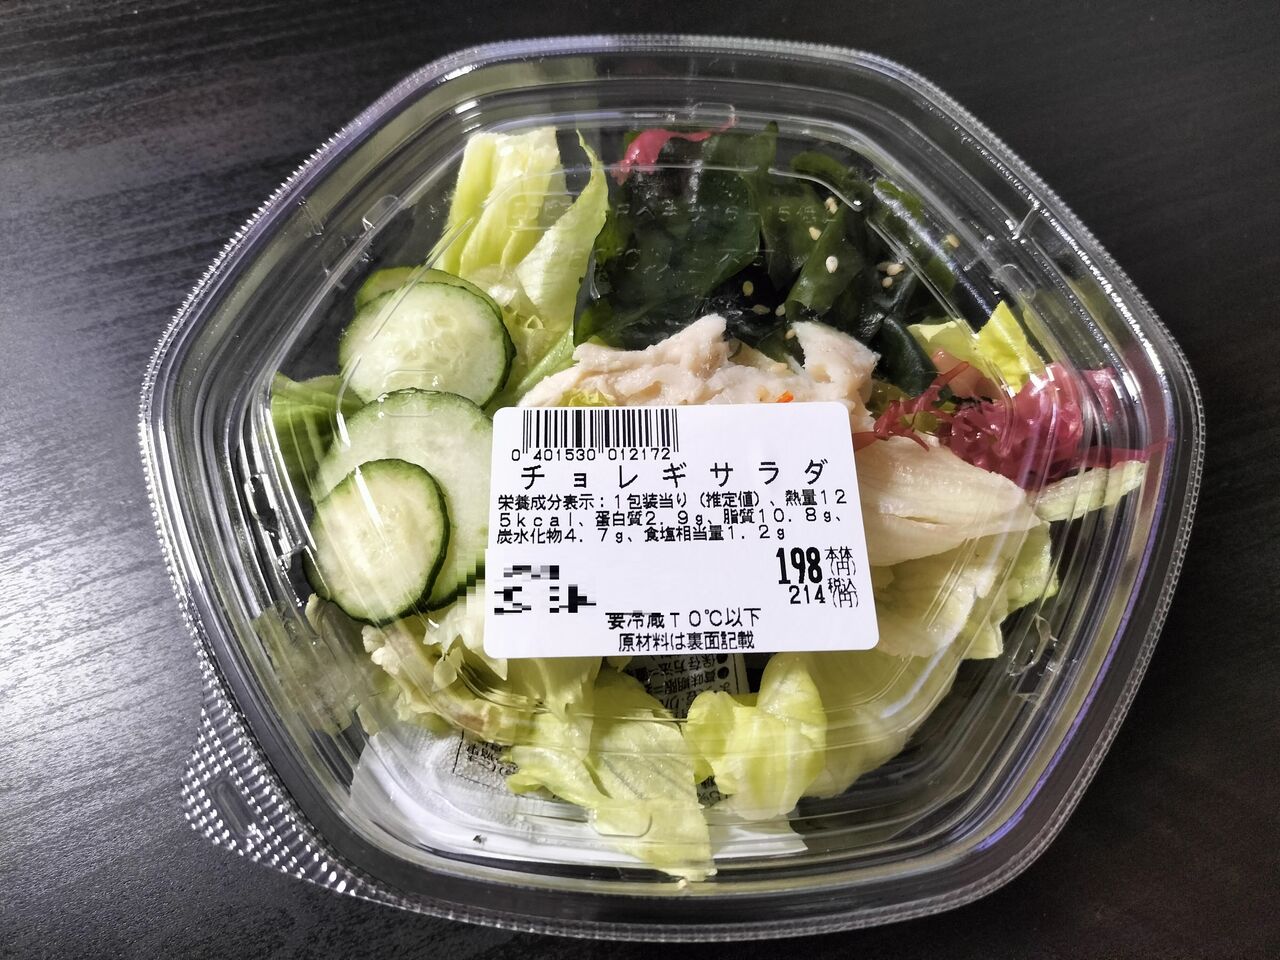 0 401530 012172
チョレギサラダ
栄養成分表示：1包装当り（推定値）、熱量12
5kcal、蛋白質2.9g、脂質10.8g、
炭水化物4.7g、食塩相当量1.2g
198 本体(円)
214 税込(円)
要冷蔵10℃以下
原材料は裏面記載